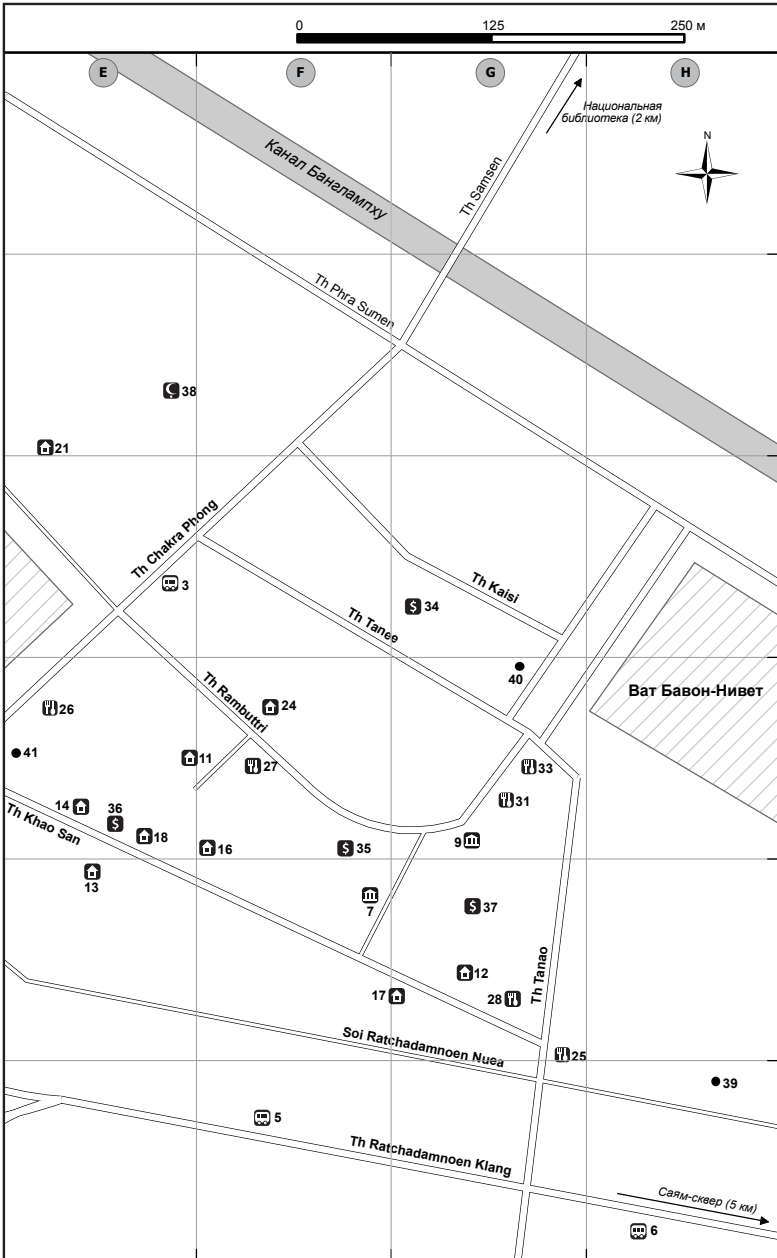 0 125 250 м
E F G H
Национальная
библиотека (2 км)
N
Канал Банглампху
Th Samsen
Th Phra Sumen
38
21
Th Chakra Phong
3
34
Th Kaisi
Th Tanee
40
Ват Бавон-Нивет
26
Th Rambuttri
24
41
11
27
33
14
36
31
Th Khao San
18
16
35
9
13
7
37
12
17
28
Th Tanao
Soi Ratchadamnoen Nuea
25
39
5
Th Ratchadamnoen Klang
Саям-сквер (5 км)
6